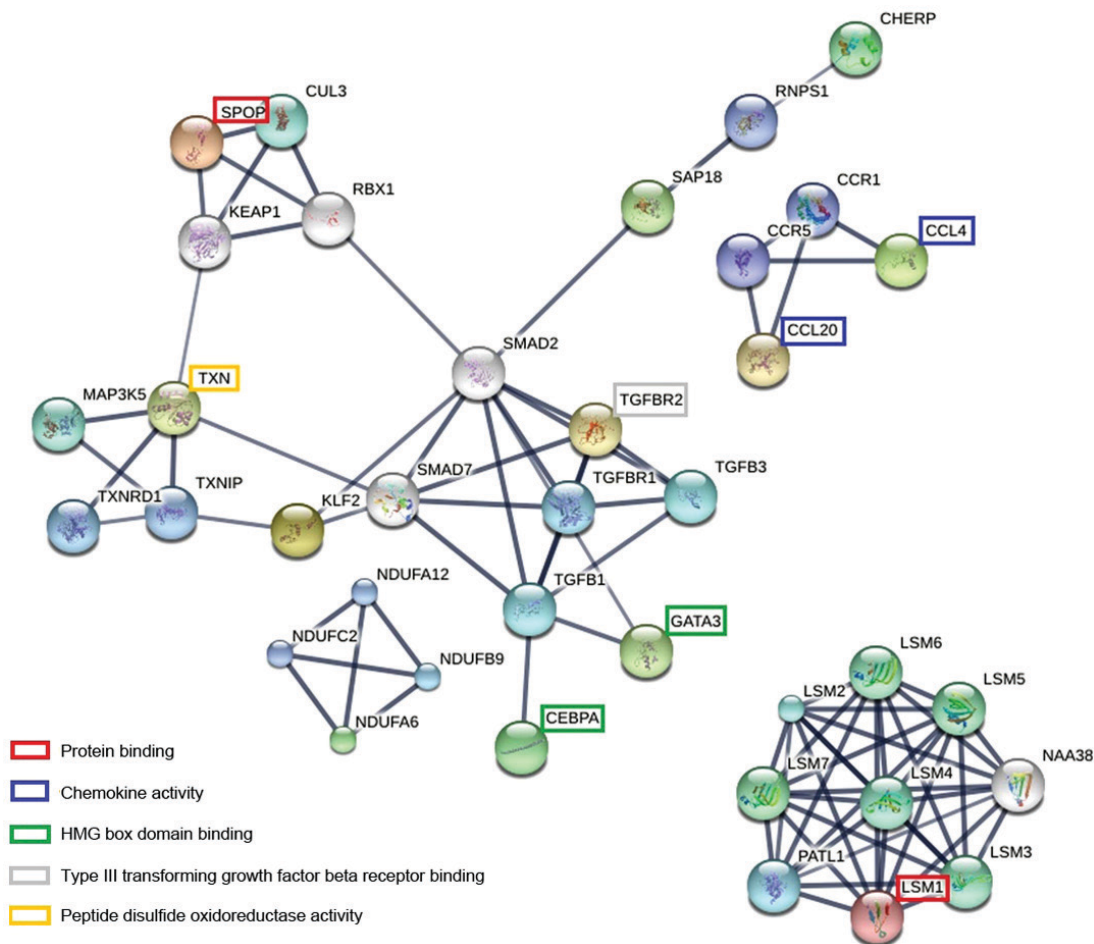 CHERP
RNPS1
CUL3
SPOP
SAP18
CCR1
RBX1
KEAP1
CCR5
CCL4
CCL20
SMAD2
TXN
MAP3K5
TGFBR2
SMAD7
TGFBR1
TGFB3
TXNRD1
TXNIP
KLF2
TGFB1
NDUFA12
GATA3
NDUFC2
NDUFB9
LSM6
LSM5
LSM2
NDUFA6
CEBPA
NAA38
LSM7
LSM4
PATL1
LSM3
LSM1
Protein binding
Chemokine activity
HMG box domain binding
Type III transforming growth factor beta receptor binding
Peptide disulfide oxidoreductase activity